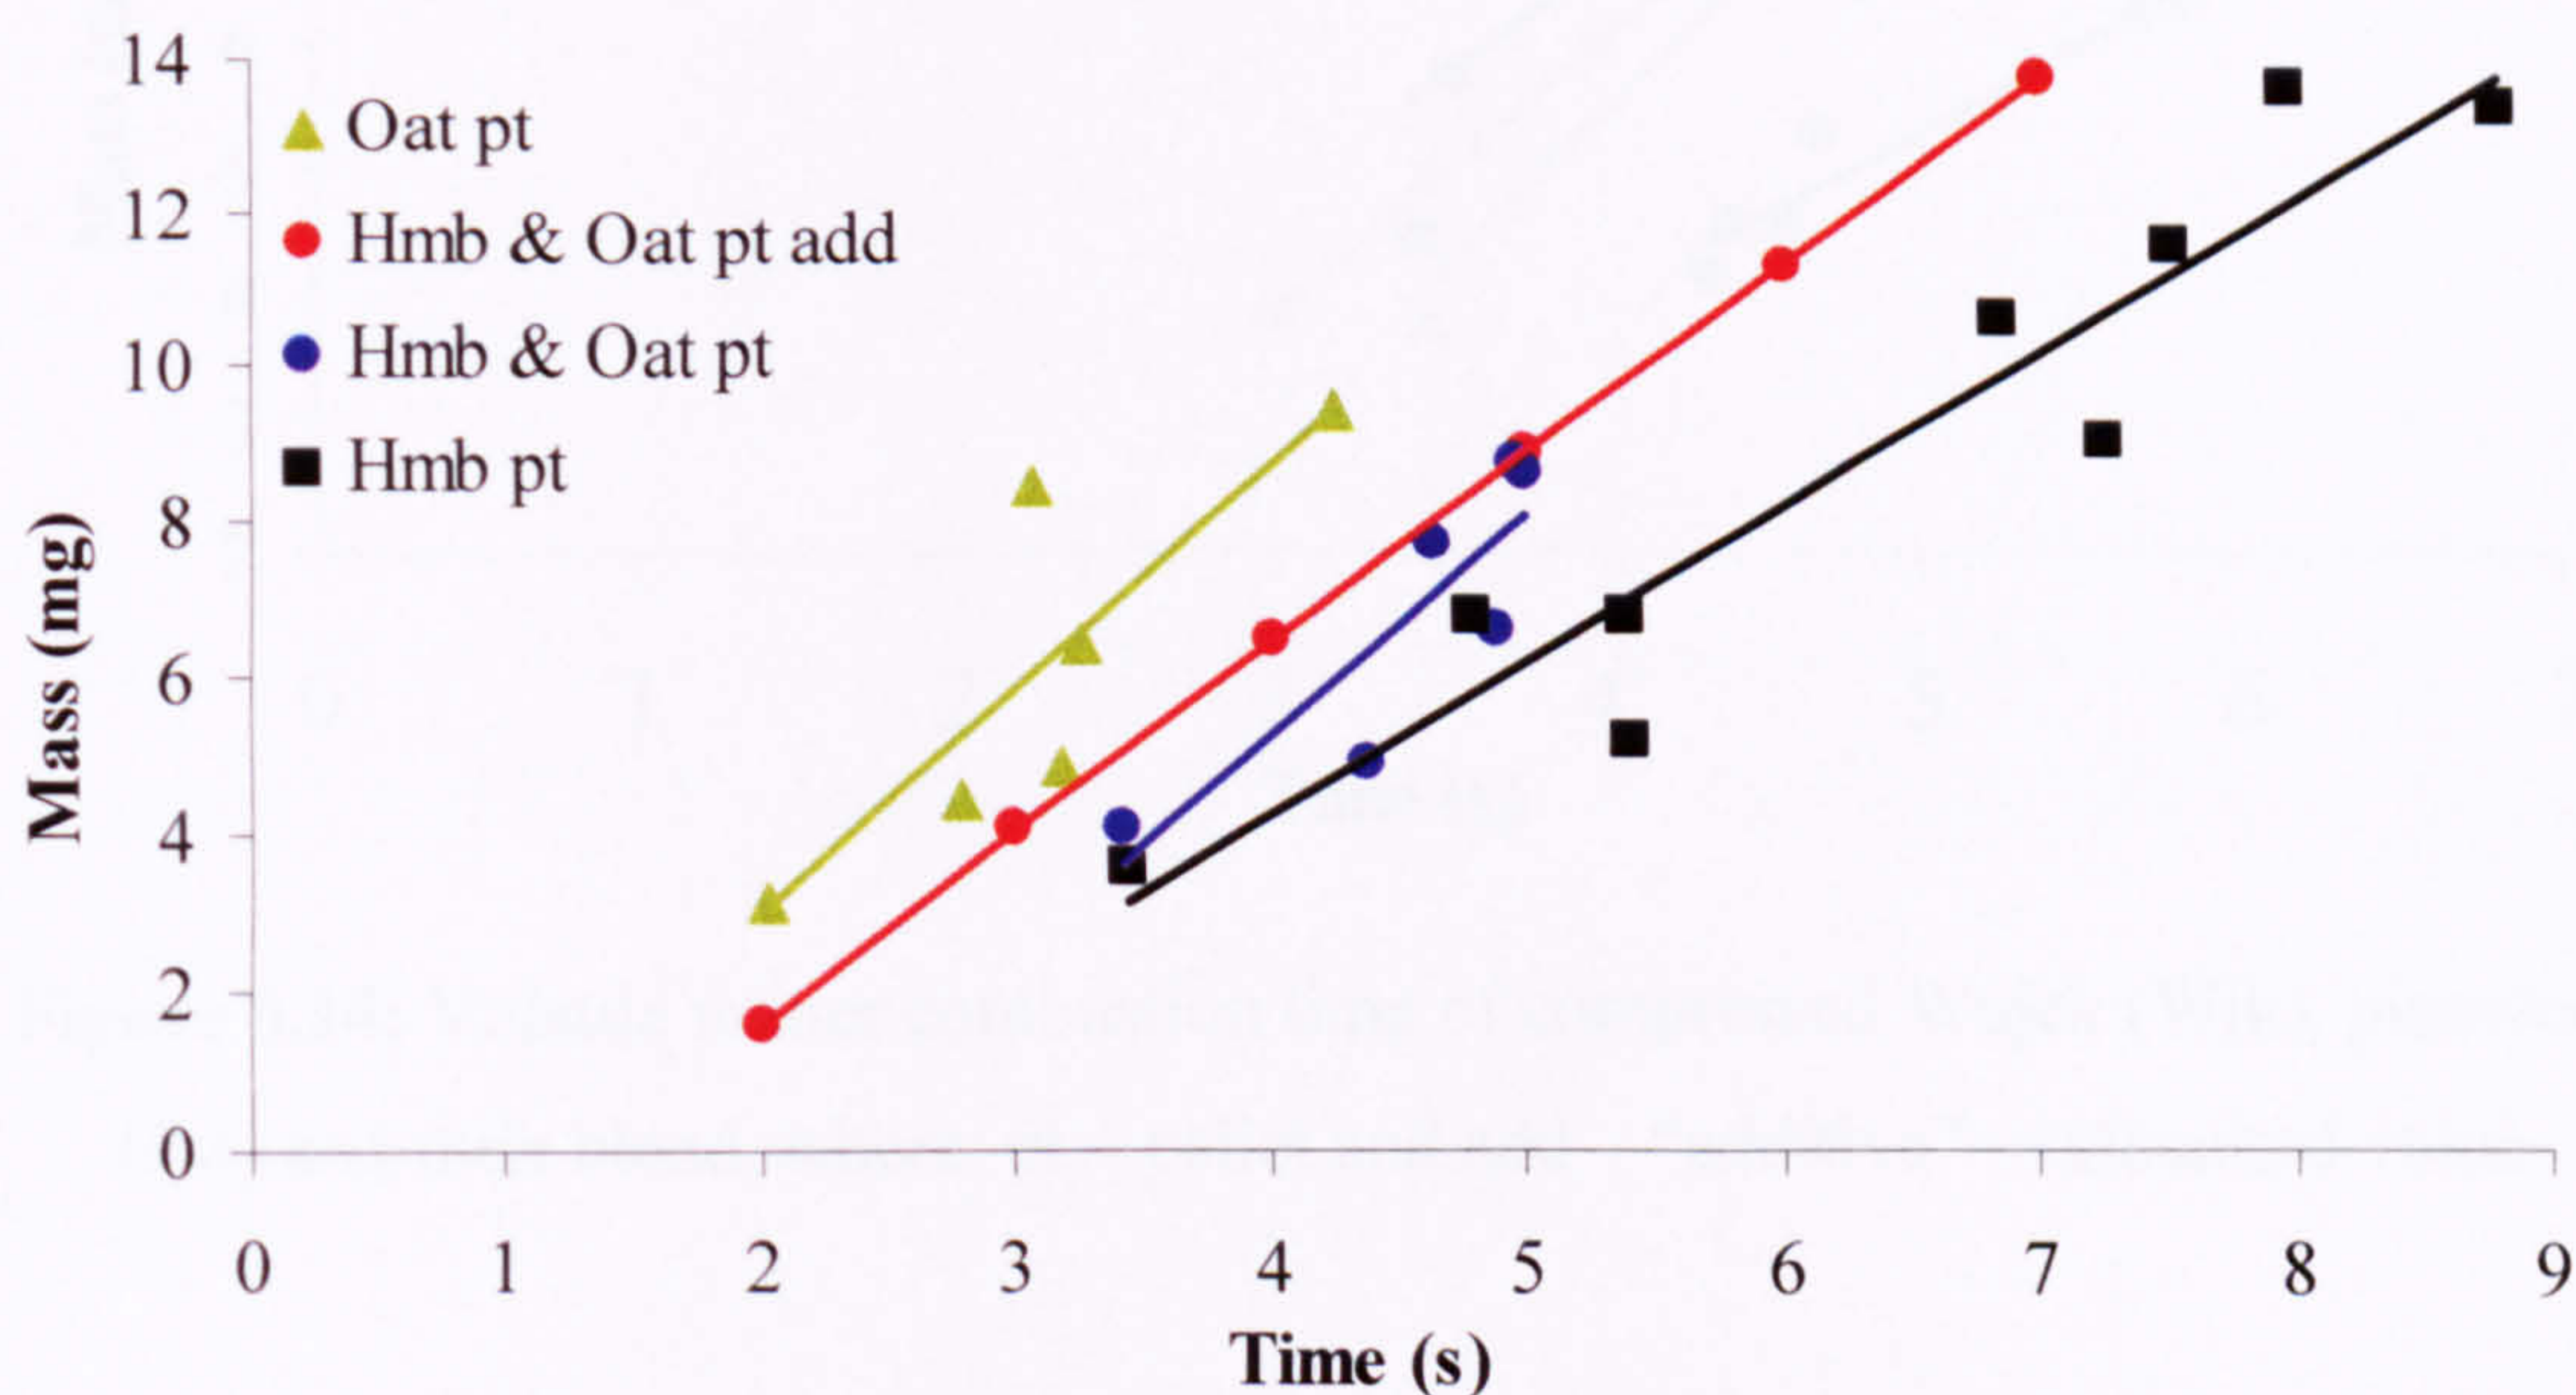 14
12
10
8
6
4
2
0
Oat pt
Hmb & Oat pt add
Hmb & Oat pt
Hmb pt
Mass (mg)
0 1 2 3 4 5 6 7 8 9
Time (s)